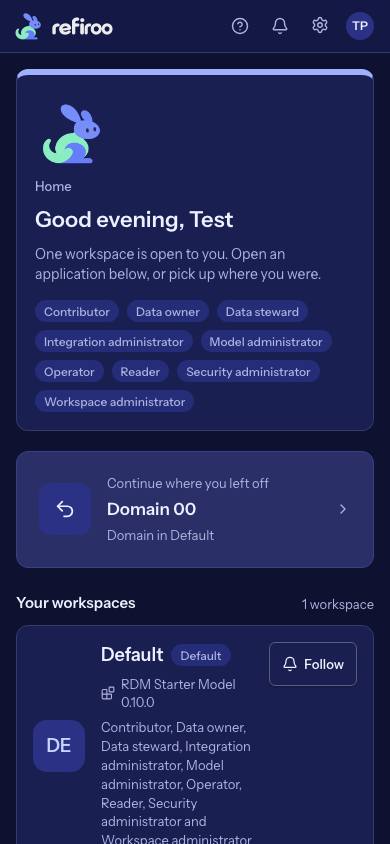 refiroo
TP
Home
Good evening, Test
One workspace is open to you. Open an
application below, or pick up where you were.
Contributor
Data owner
Data steward
Integration administrator
Model administrator
Operator
Reader
Security administrator
Workspace administrator
Continue where you left off
Domain 00
Domain in Default
Your workspaces
1 workspace
Default
Default
Follow
RDM Starter Model
0.10.0
DE
Contributor, Data owner,
Data steward, Integration
administrator, Model
administrator, Operator,
Reader, Security
administrator and
Workspace administrator